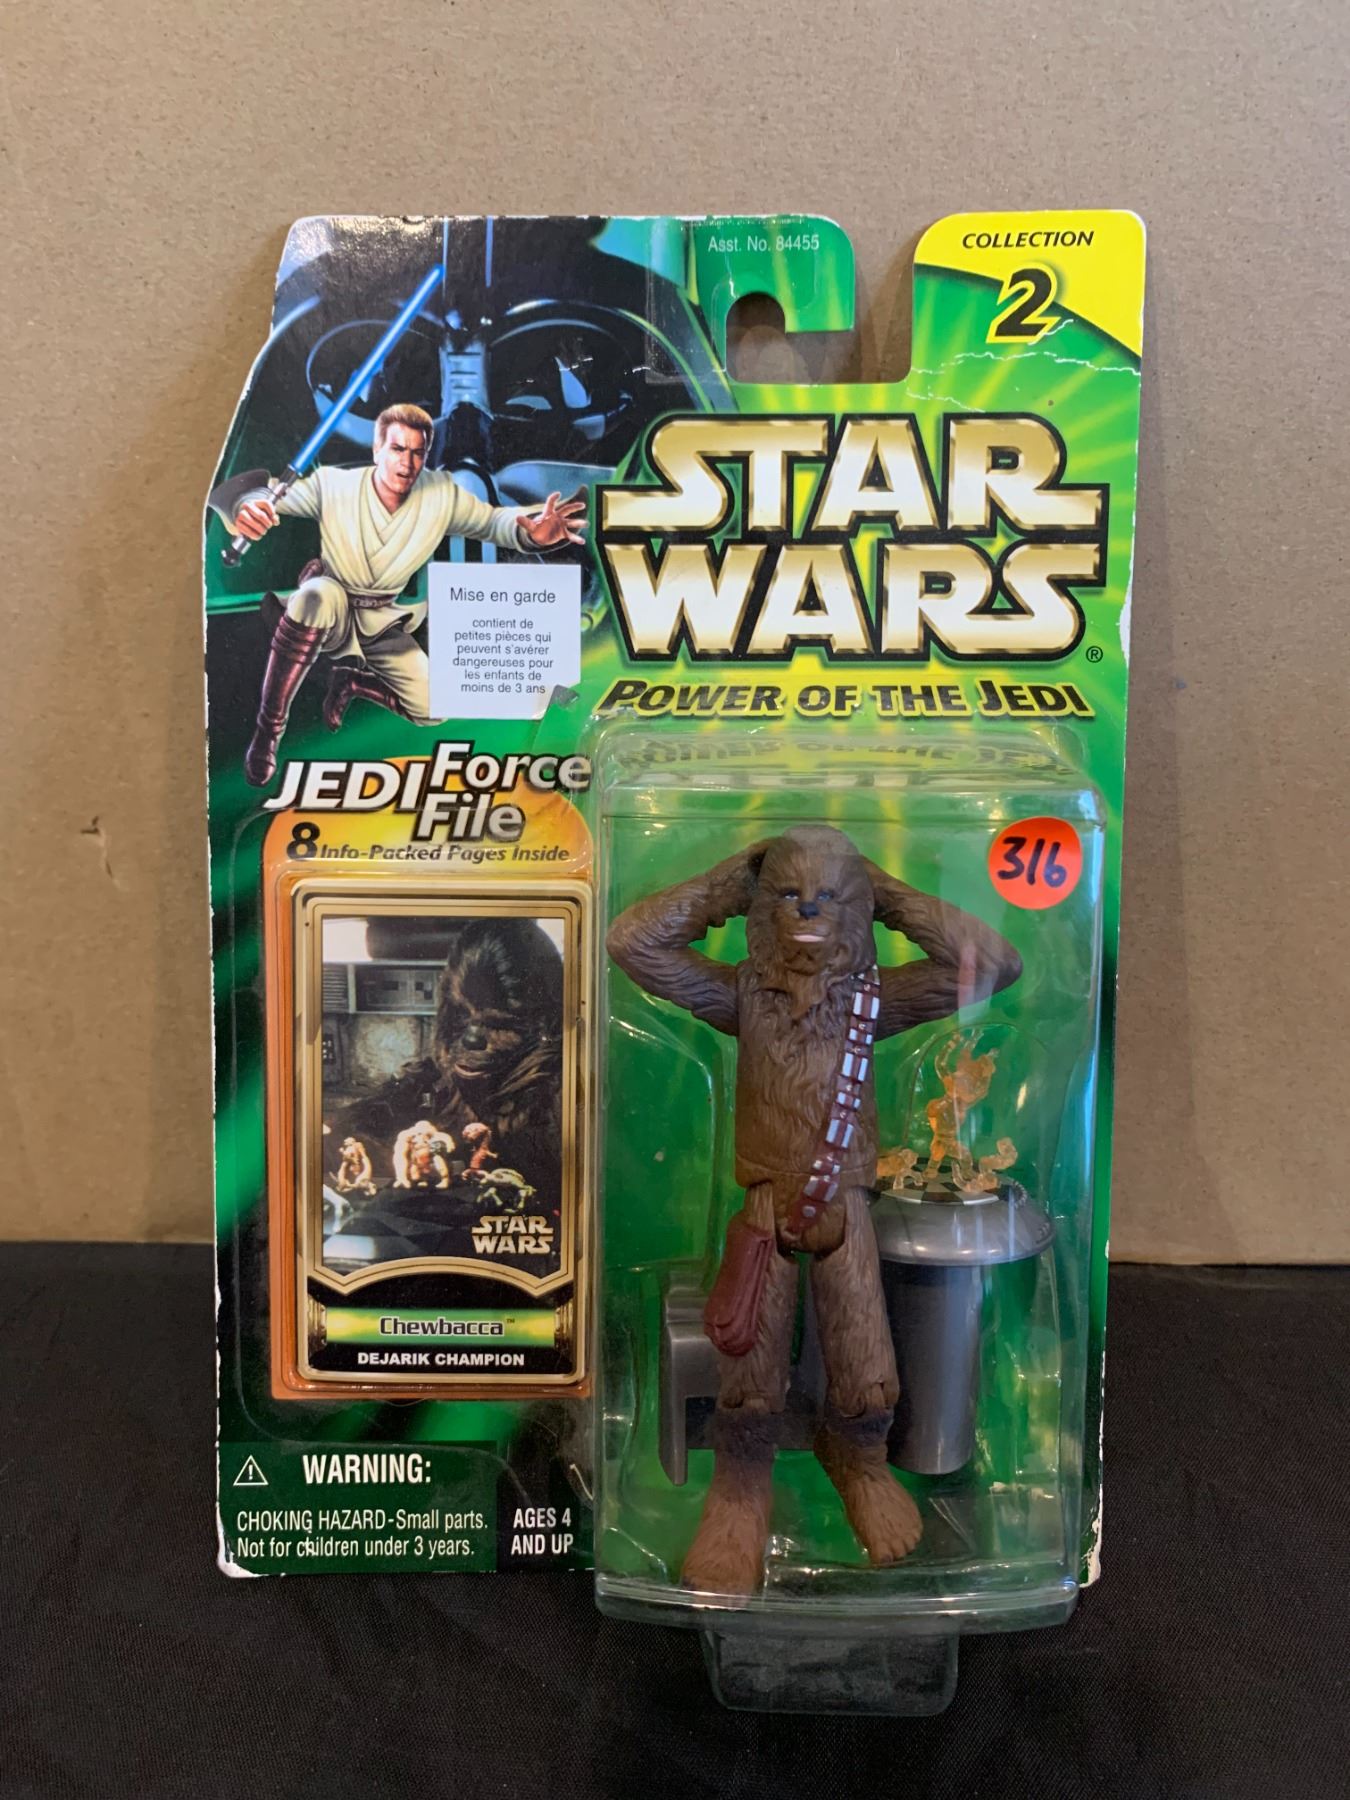 Asst. No. 84455
COLLECTION
2
STAR
WARS®
POWER OF THE JEDI
Mise en garde
contient de
petites pièces qui
peuvent s'avérer
dangereuses pour
les enfants de
moins de 3 ans
JEDI Force
File
8 Info-Packed Pages Inside
316
STAR
WARS
Chewbacca™
DEJARIK CHAMPION
WARNING:
CHOKING HAZARD-Small parts.
Not for children under 3 years.
AGES 4
AND UP